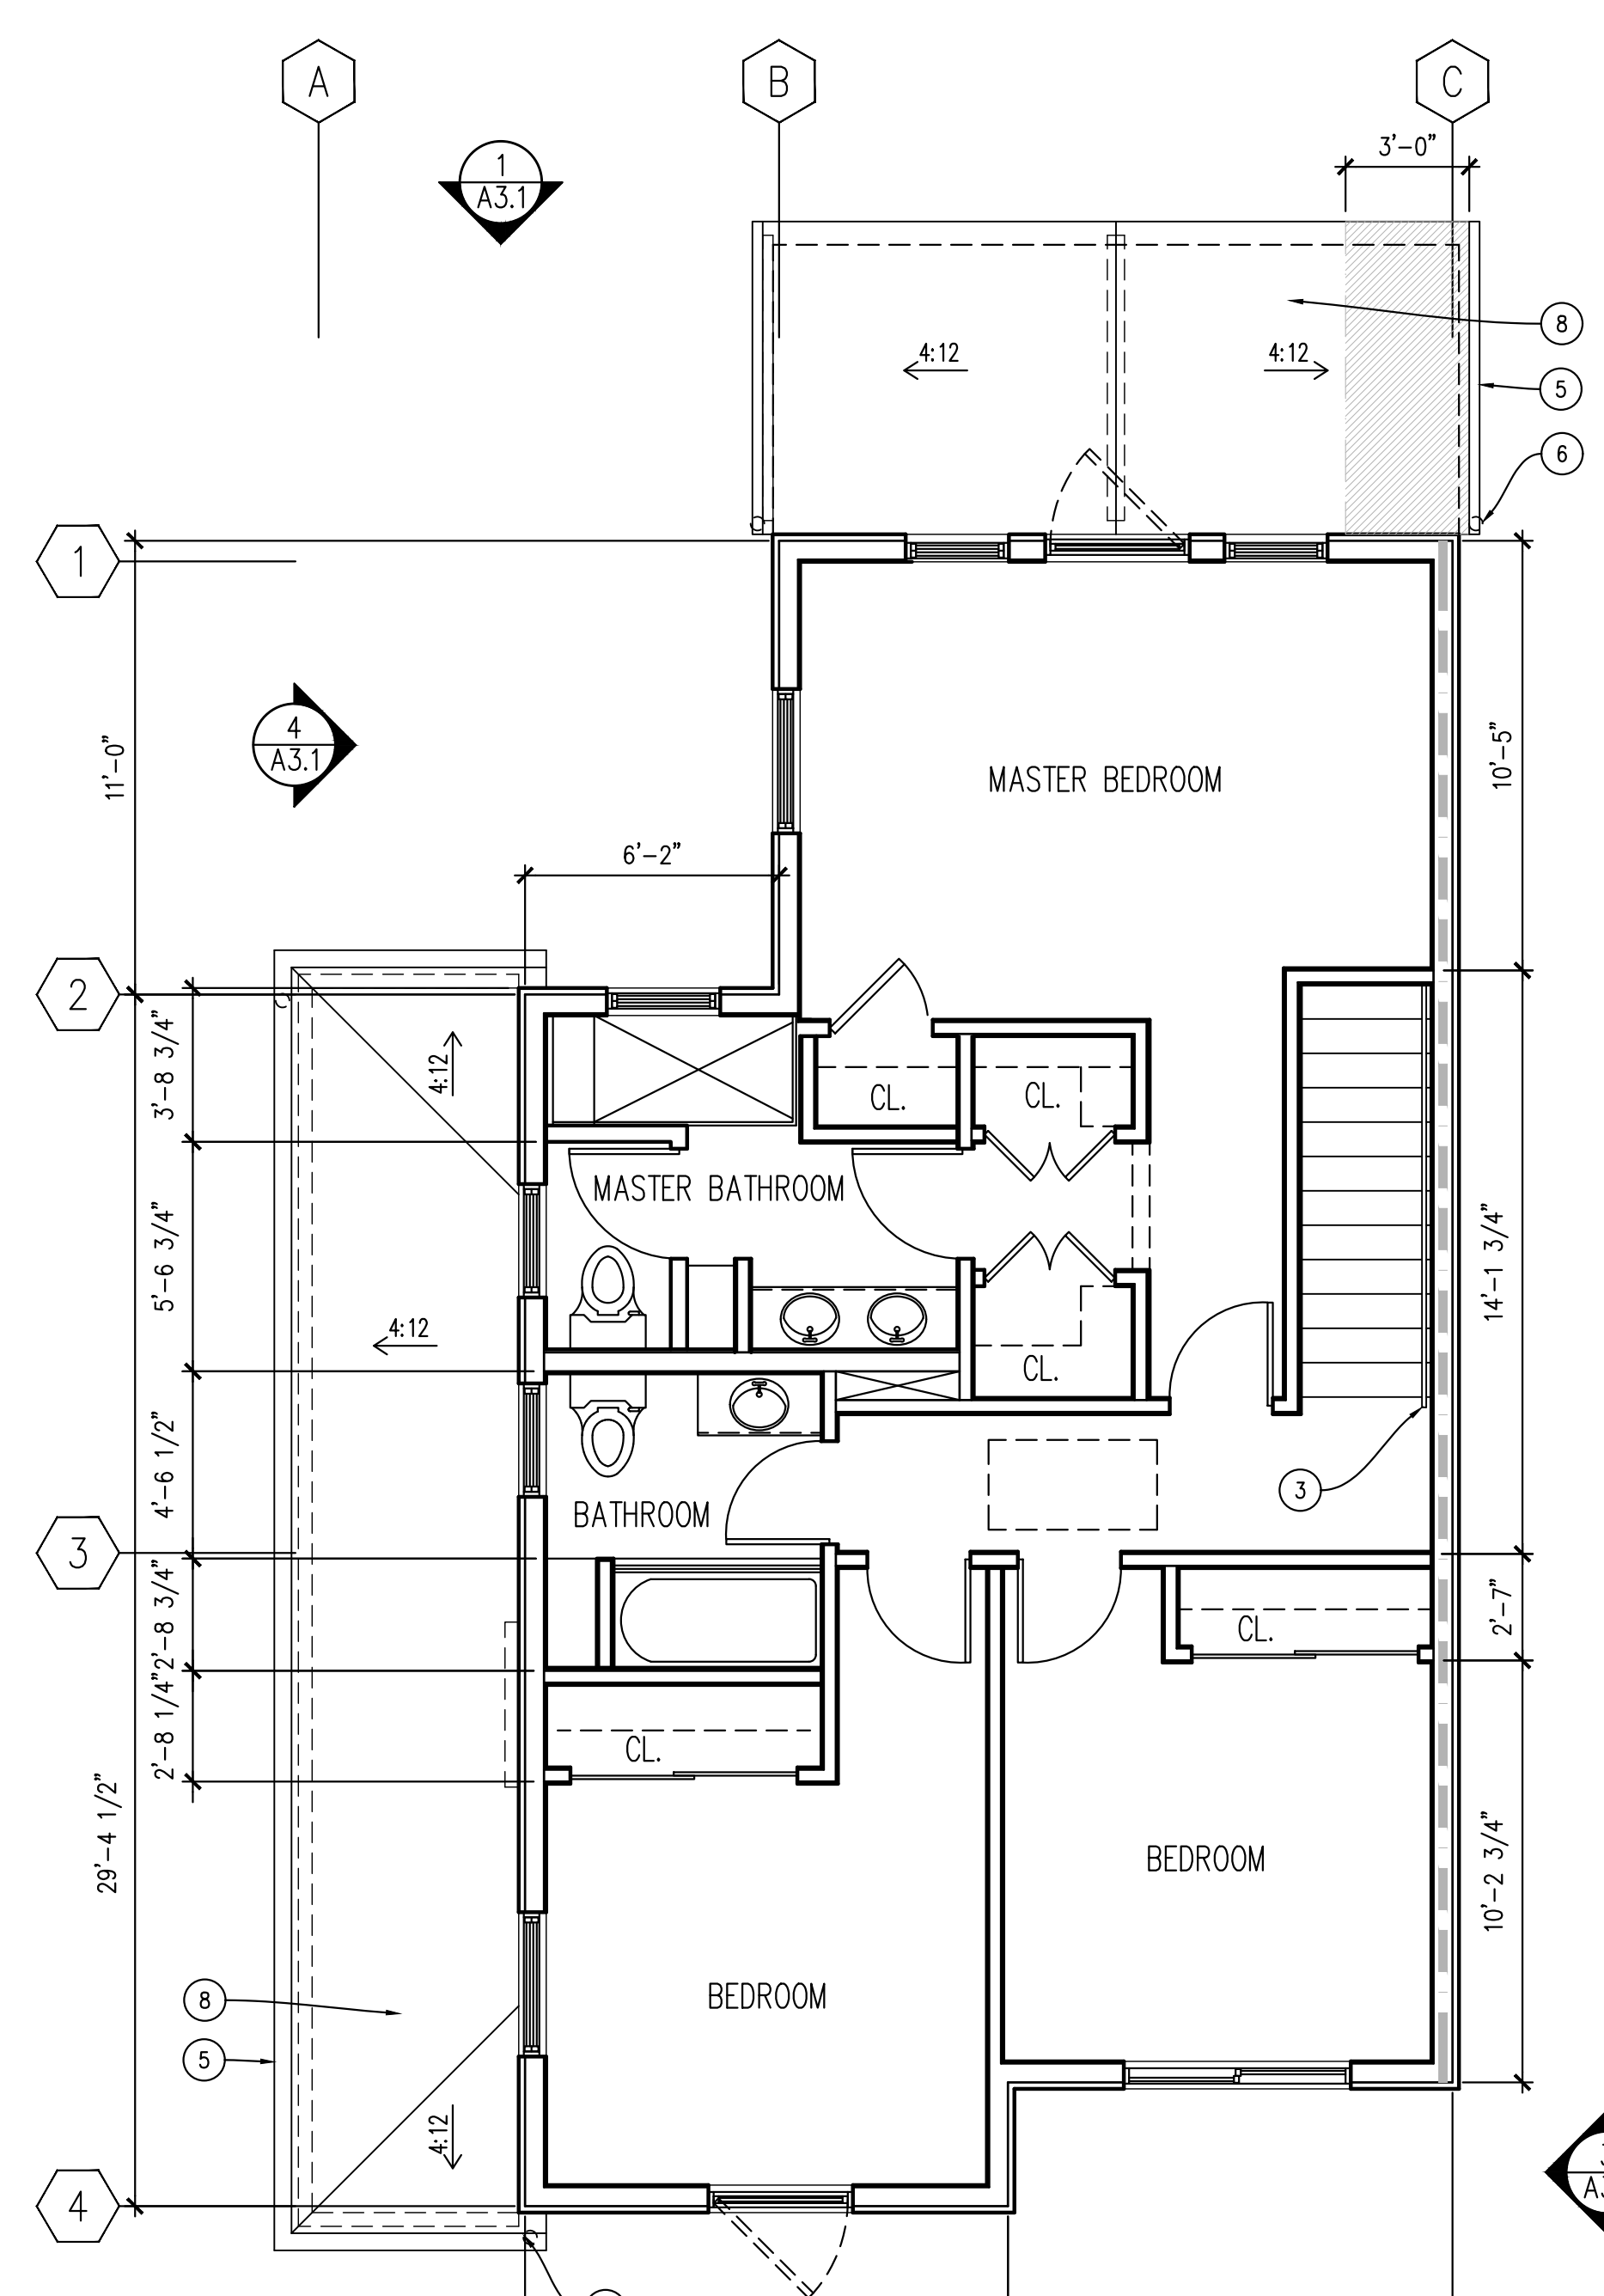 A
B
C
1
A3.1
3'-0"
8
4:12
4:12
5
6
1
4
A3.1
11'-0"
MASTER BEDROOM
10'-5"
6'-2"
2
3'-8 3/4"
4:12
CL.
CL.
MASTER BATHROOM
5'-6 3/4"
14'-1 3/4"
4:12
CL.
4'-6 1/2"
3
BATHROOM
3
2'-8 3/4"
2'-7"
CL.
2'-8 1/4"
CL.
29'-4 1/2"
BEDROOM
10'-2 3/4"
BEDROOM
8
5
4:12
4